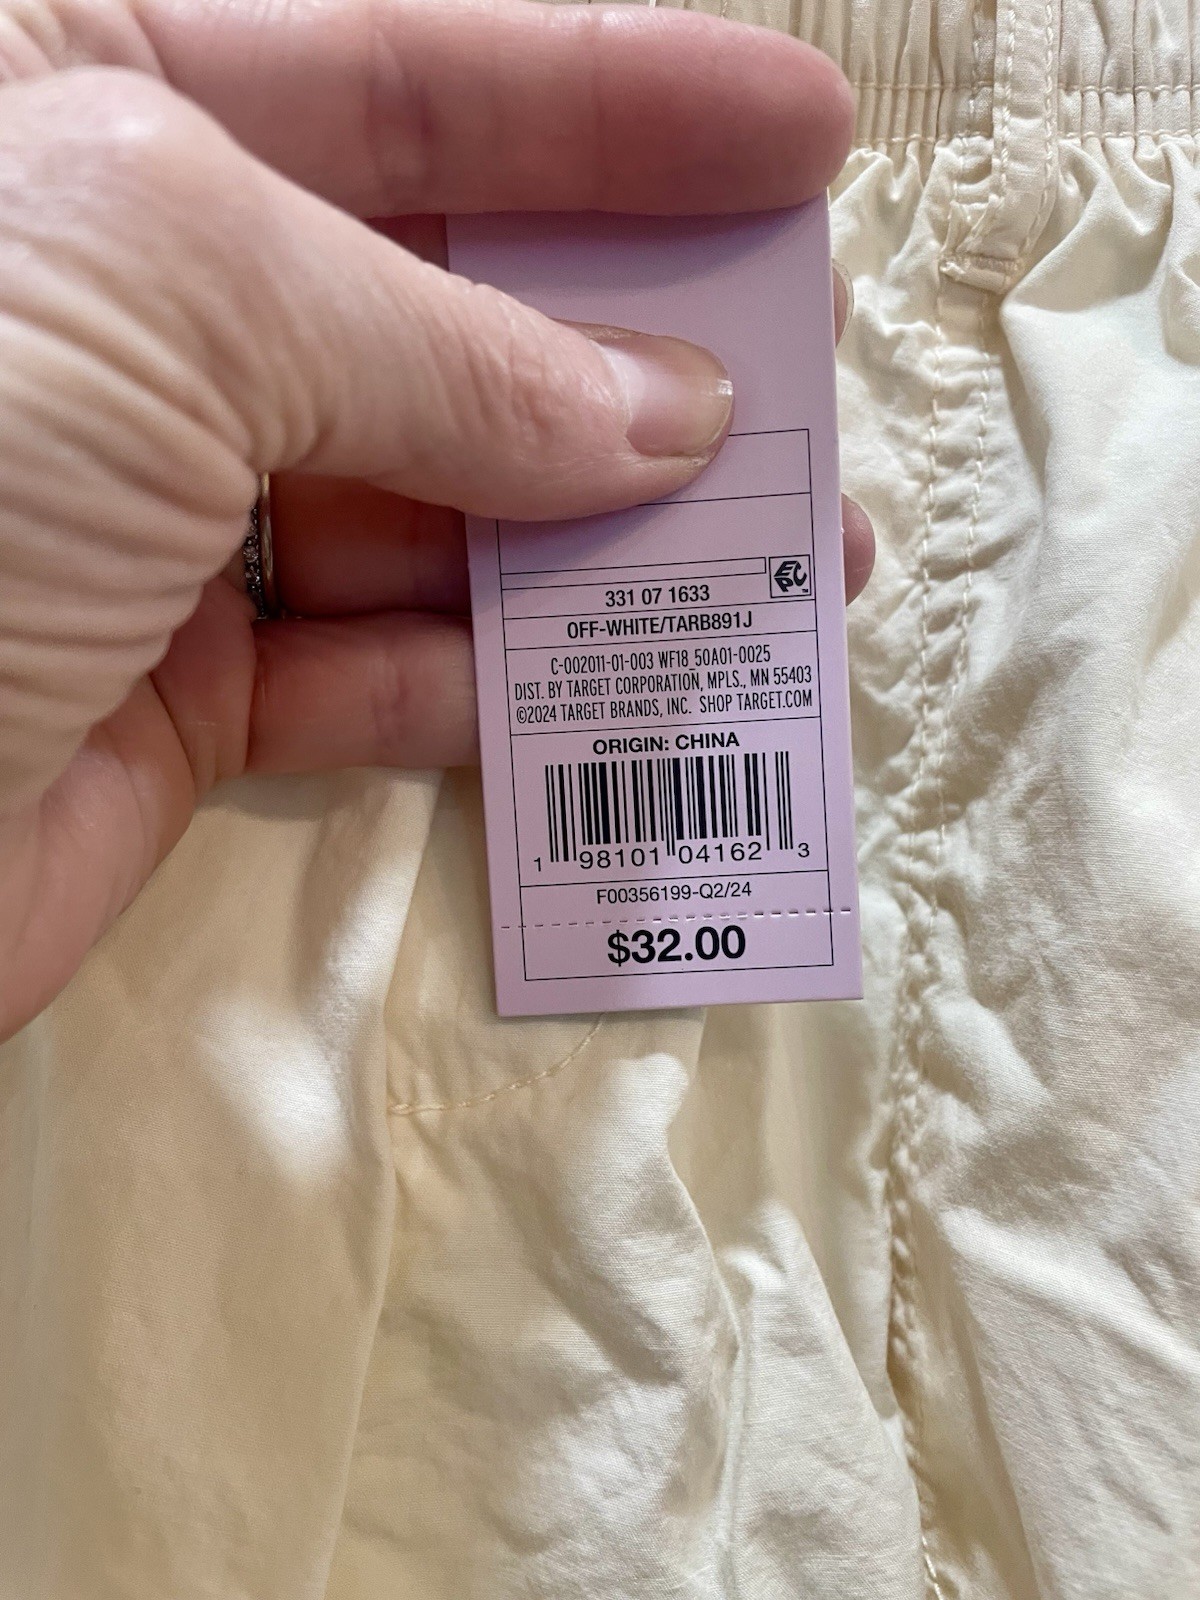 EPC
331 07 1633
OFF-WHITE/TARB891J
C-002011-01-003 WF18_50A01-0025
DIST. BY TARGET CORPORATION, MPLS., MN 55403
©2024 TARGET BRANDS, INC. SHOP TARGET.COM
ORIGIN: CHINA
1 98101 04162 3
F00356199-Q2/24
$32.00